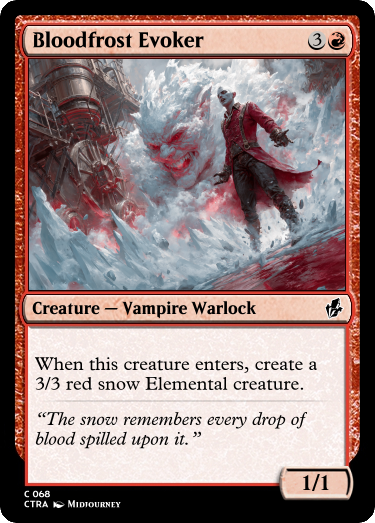 Bloodfrost Evoker 3
Creature — Vampire Warlock
When this creature enters, create a
3/3 red snow Elemental creature.
“The snow remembers every drop of
blood spilled upon it.”
1/1
C 068
CTRA Midjourney